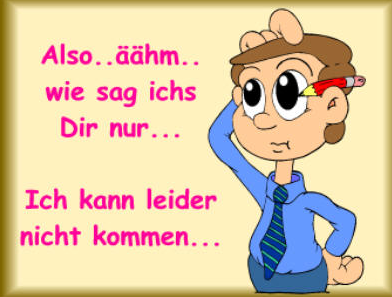 Also..äähm..
wie sag ichs
Dir nur...
Ich kann leider
nicht kommen...